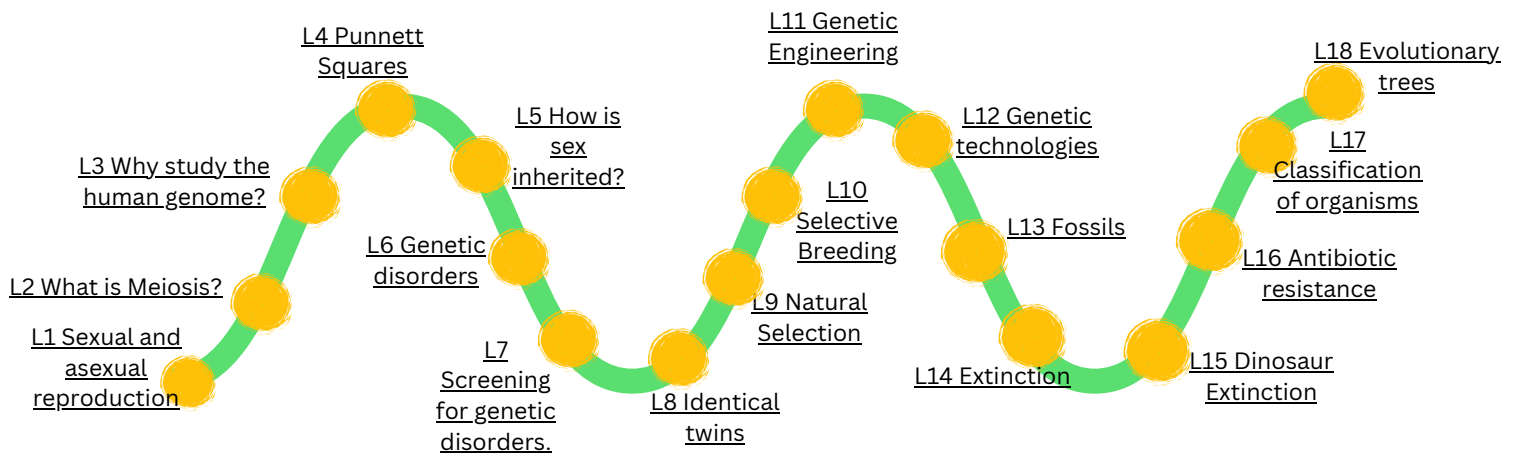 L1 Sexual and
asexual
reproduction
L2 What is Meiosis?
L3 Why study the
human genome?
L4 Punnett
Squares
L5 How is
sex
inherited?
L6 Genetic
disorders
L7
Screening
for genetic
disorders.
L8 Identical
twins
L9 Natural
Selection
L10
Selective
Breeding
L11 Genetic
Engineering
L12 Genetic
technologies
L13 Fossils
L14 Extinction
L15 Dinosaur
Extinction
L16 Antibiotic
resistance
L17
Classification
of organisms
L18 Evolutionary
trees